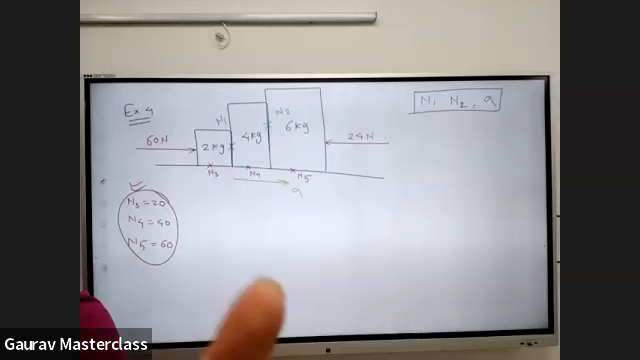 Ex. 4
N₁ N₂, a
60N
2kg
N₁
4kg
N2
6kg
24N
N₃
N₄
N₅
a
N₃ = 20
N₄ = 40
N₅ = 60
Gaurav Masterclass